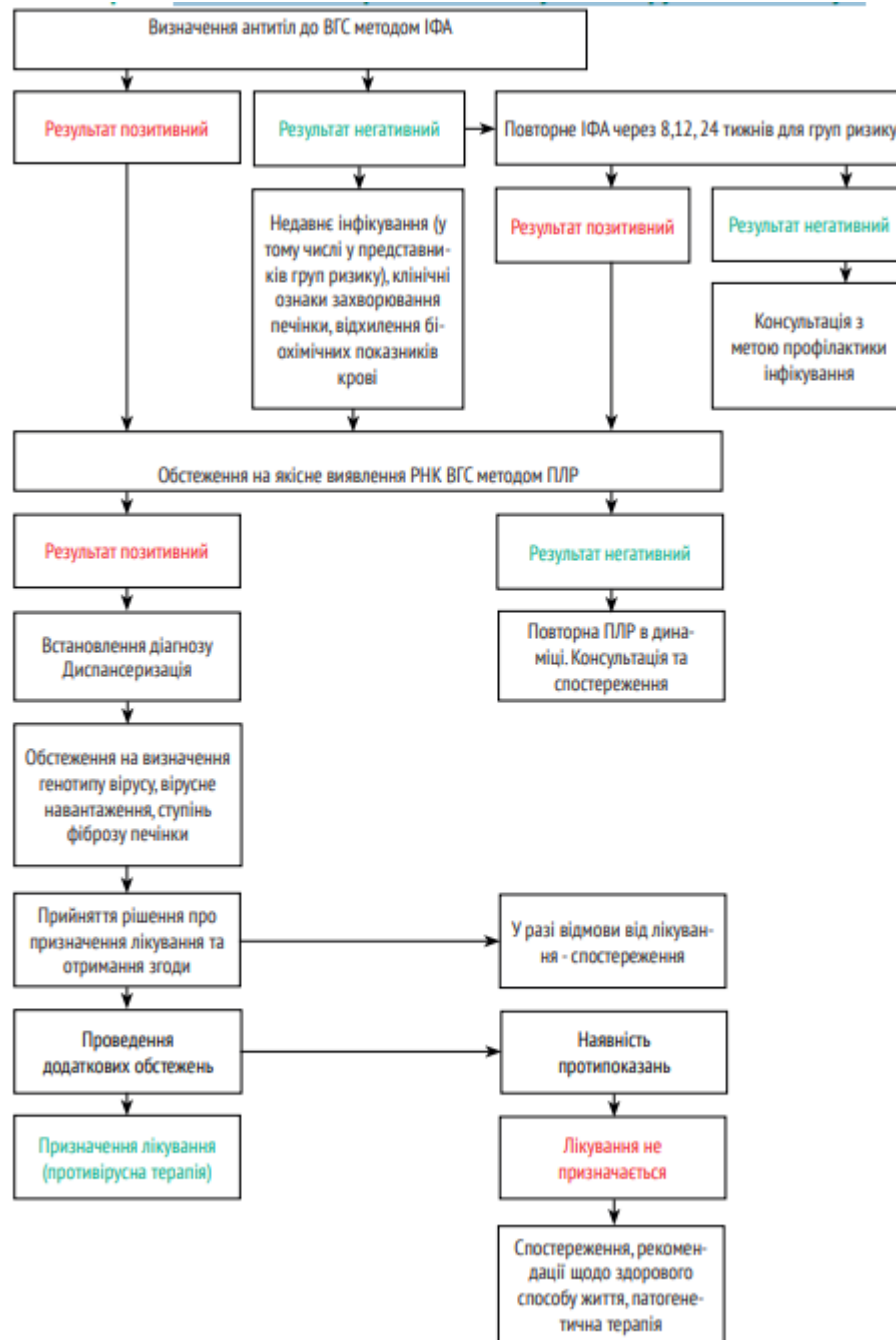 Визначення антитіл до ВГС методом ІФА
Результат позитивний
Результат негативний
Повторне ІФА через 8,12, 24 тижнів для груп ризику
Недавнє інфікування (у
тому числі у представни-
ків груп ризику), клінічні
ознаки захворювання
печінки, відхилення бі-
охімічних показників
крові
Результат позитивний
Результат негативний
Консультація з
метою профілактики
інфікування
Обстеження на якісне виявлення РНК ВГС методом ПЛР
Результат позитивний
Результат негативний
Встановлення діагнозу
Диспансеризація
Повторна ПЛР в дина-
міці. Консультація та
спостереження
Обстеження на визначення
генотипу вірусу, вірусне
навантаження, ступінь
фіброзу печінки
Прийняття рішення про
призначення лікування та
отримання згоди
У разі відмови від лікуван-
ня - спостереження
Проведення
додаткових обстежень
Наявність
протипоказань
Призначення лікування
(противірусна терапія)
Лікування не
призначається
Спостереження, рекомен-
дації щодо здорового
способу життя, патогене-
тична терапія